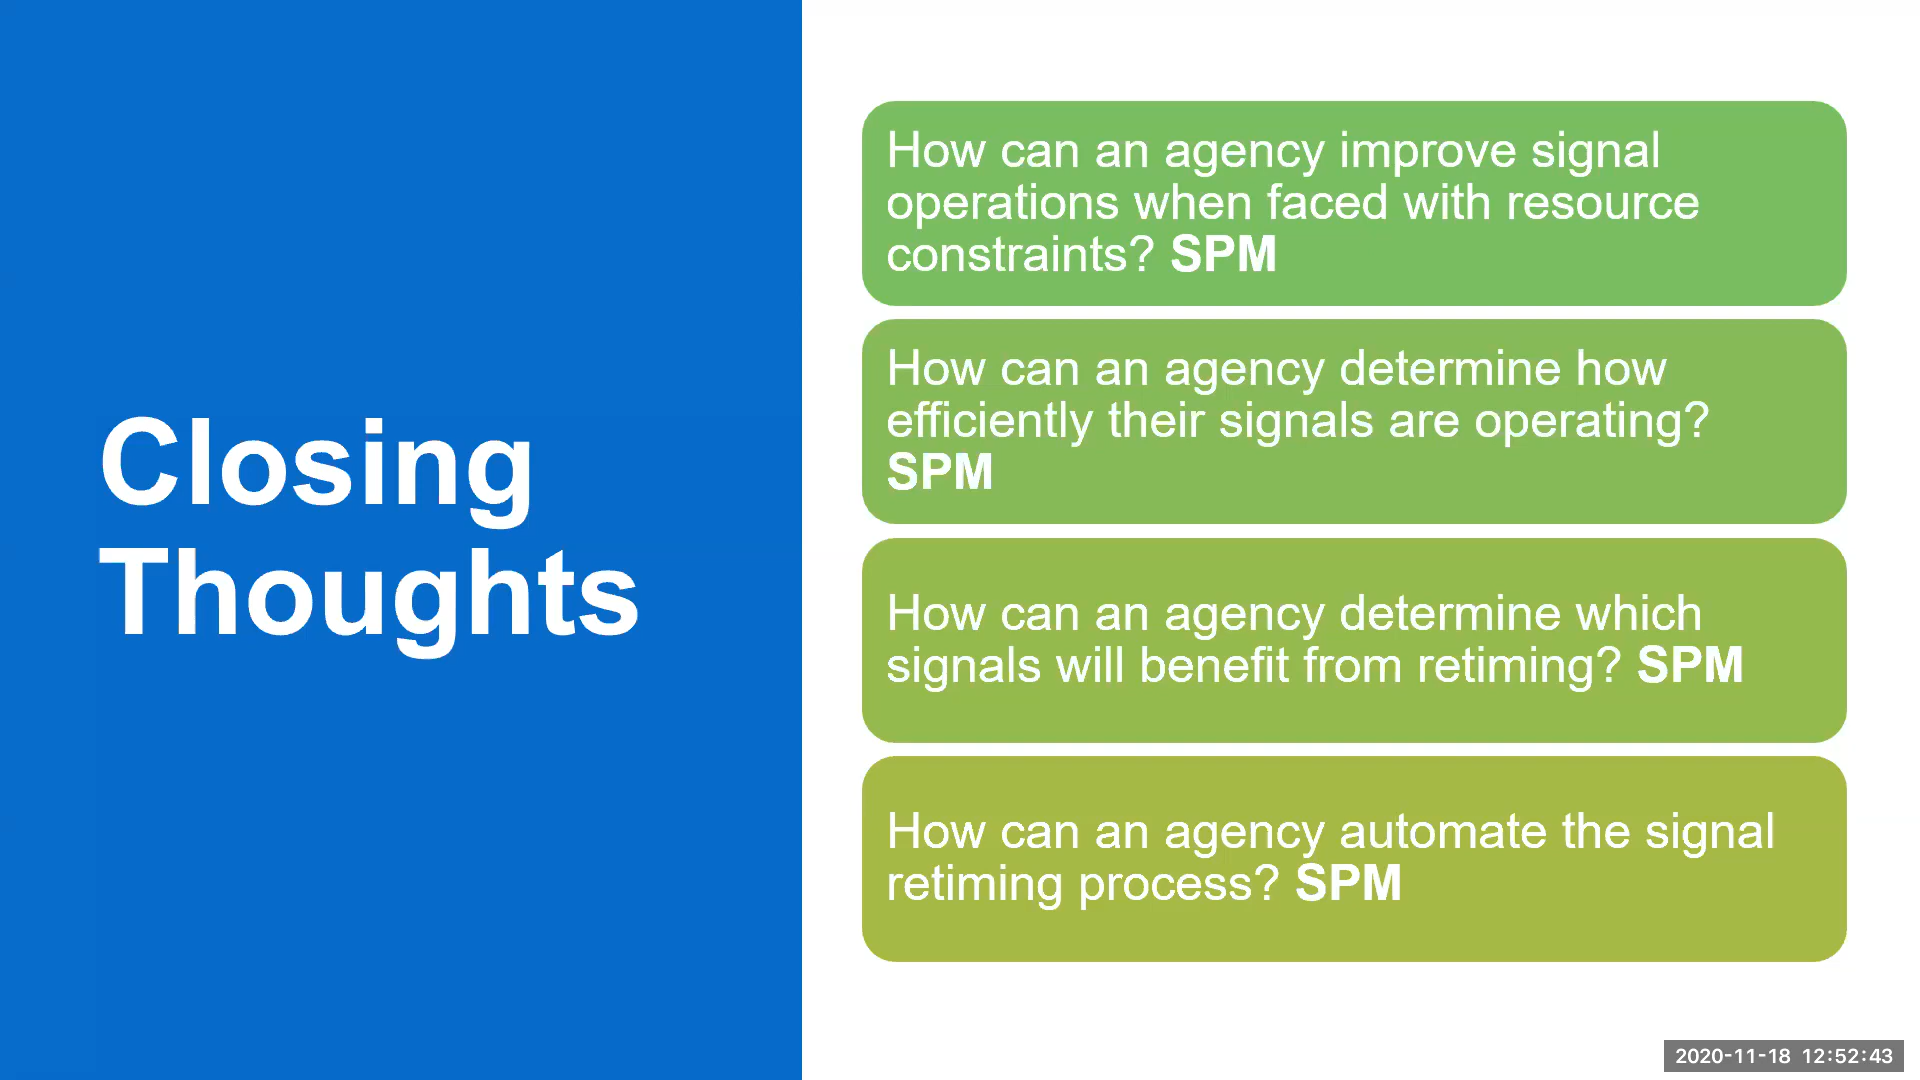 Closing
Thoughts
How can an agency improve signal
operations when faced with resource
constraints? SPM
How can an agency determine how
efficiently their signals are operating?
SPM
How can an agency determine which
signals will benefit from retiming? SPM
How can an agency automate the signal
retiming process? SPM
2020-11-18 12:52:43